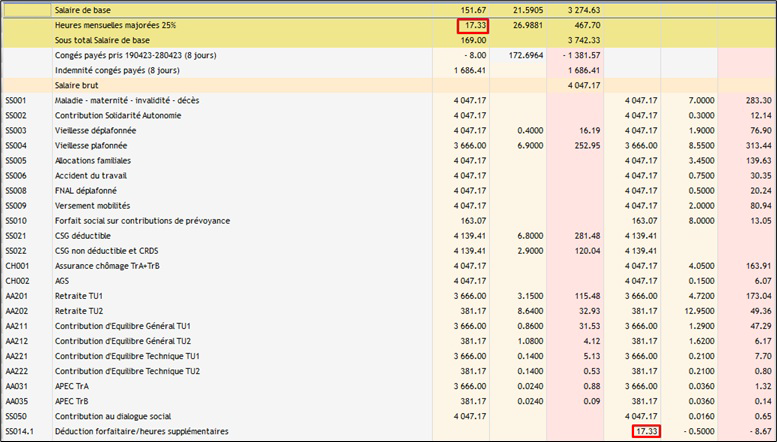 Salaire de base 151.67 21.5905 3 274.63
Heures mensuelles majorées 25% 17.33 26.9881 467.70
Sous total Salaire de base 169.00 3 742.33
Congés payés pris 190423-280423 (8 jours) - 8.00 172.6964 - 1 381.57
Indemnité congés payés (8 jours) 1 686.41 1 686.41
Salaire brut 4 047.17
SS001 Maladie - maternité - invalidité - décès 4 047.17 4 047.17 7.0000 283.30
SS002 Contribution Solidarité Autonomie 4 047.17 4 047.17 0.3000 12.14
SS003 Vieillesse déplafonnée 4 047.17 0.4000 16.19 4 047.17 1.9000 76.90
SS004 Vieillesse plafonnée 3 666.00 6.9000 252.95 3 666.00 8.5500 313.44
SS005 Allocations familiales 4 047.17 4 047.17 3.4500 139.63
SS006 Accident du travail 4 047.17 4 047.17 0.7500 30.35
SS008 FNAL déplafonné 4 047.17 4 047.17 0.5000 20.24
SS009 Versement mobilités 4 047.17 4 047.17 2.0000 80.94
SS010 Forfait social sur contributions de prévoyance 163.07 163.07 8.0000 13.05
SS021 CSG déductible 4 139.41 6.8000 281.48 4 139.41
SS022 CSG non déductible et CRDS 4 139.41 2.9000 120.04 4 139.41
CH001 Assurance chômage TrA+TrB 4 047.17 4 047.17 4.0500 163.91
CH002 AGS 4 047.17 4 047.17 0.1500 6.07
AA201 Retraite TU1 3 666.00 3.1500 115.48 3 666.00 4.7200 173.04
AA202 Retraite TU2 381.17 8.6400 32.93 381.17 12.9500 49.36
AA211 Contribution d'Equilibre Général TU1 3 666.00 0.8600 31.53 3 666.00 1.2900 47.29
AA212 Contribution d'Equilibre Général TU2 381.17 1.0800 4.12 381.17 1.6200 6.17
AA221 Contribution d'Equilibre Technique TU1 3 666.00 0.1400 5.13 3 666.00 0.2100 7.70
AA222 Contribution d'Equilibre Technique TU2 381.17 0.1400 0.53 381.17 0.2100 0.80
AA031 APEC TrA 3 666.00 0.0240 0.88 3 666.00 0.0360 1.32
AA035 APEC TrB 381.17 0.0240 0.09 381.17 0.0360 0.14
SS050 Contribution au dialogue social 4 047.17 4 047.17 0.0160 0.65
SS014.1 Déduction forfaitaire/heures supplémentaires 17.33 - 0.5000 - 8.67